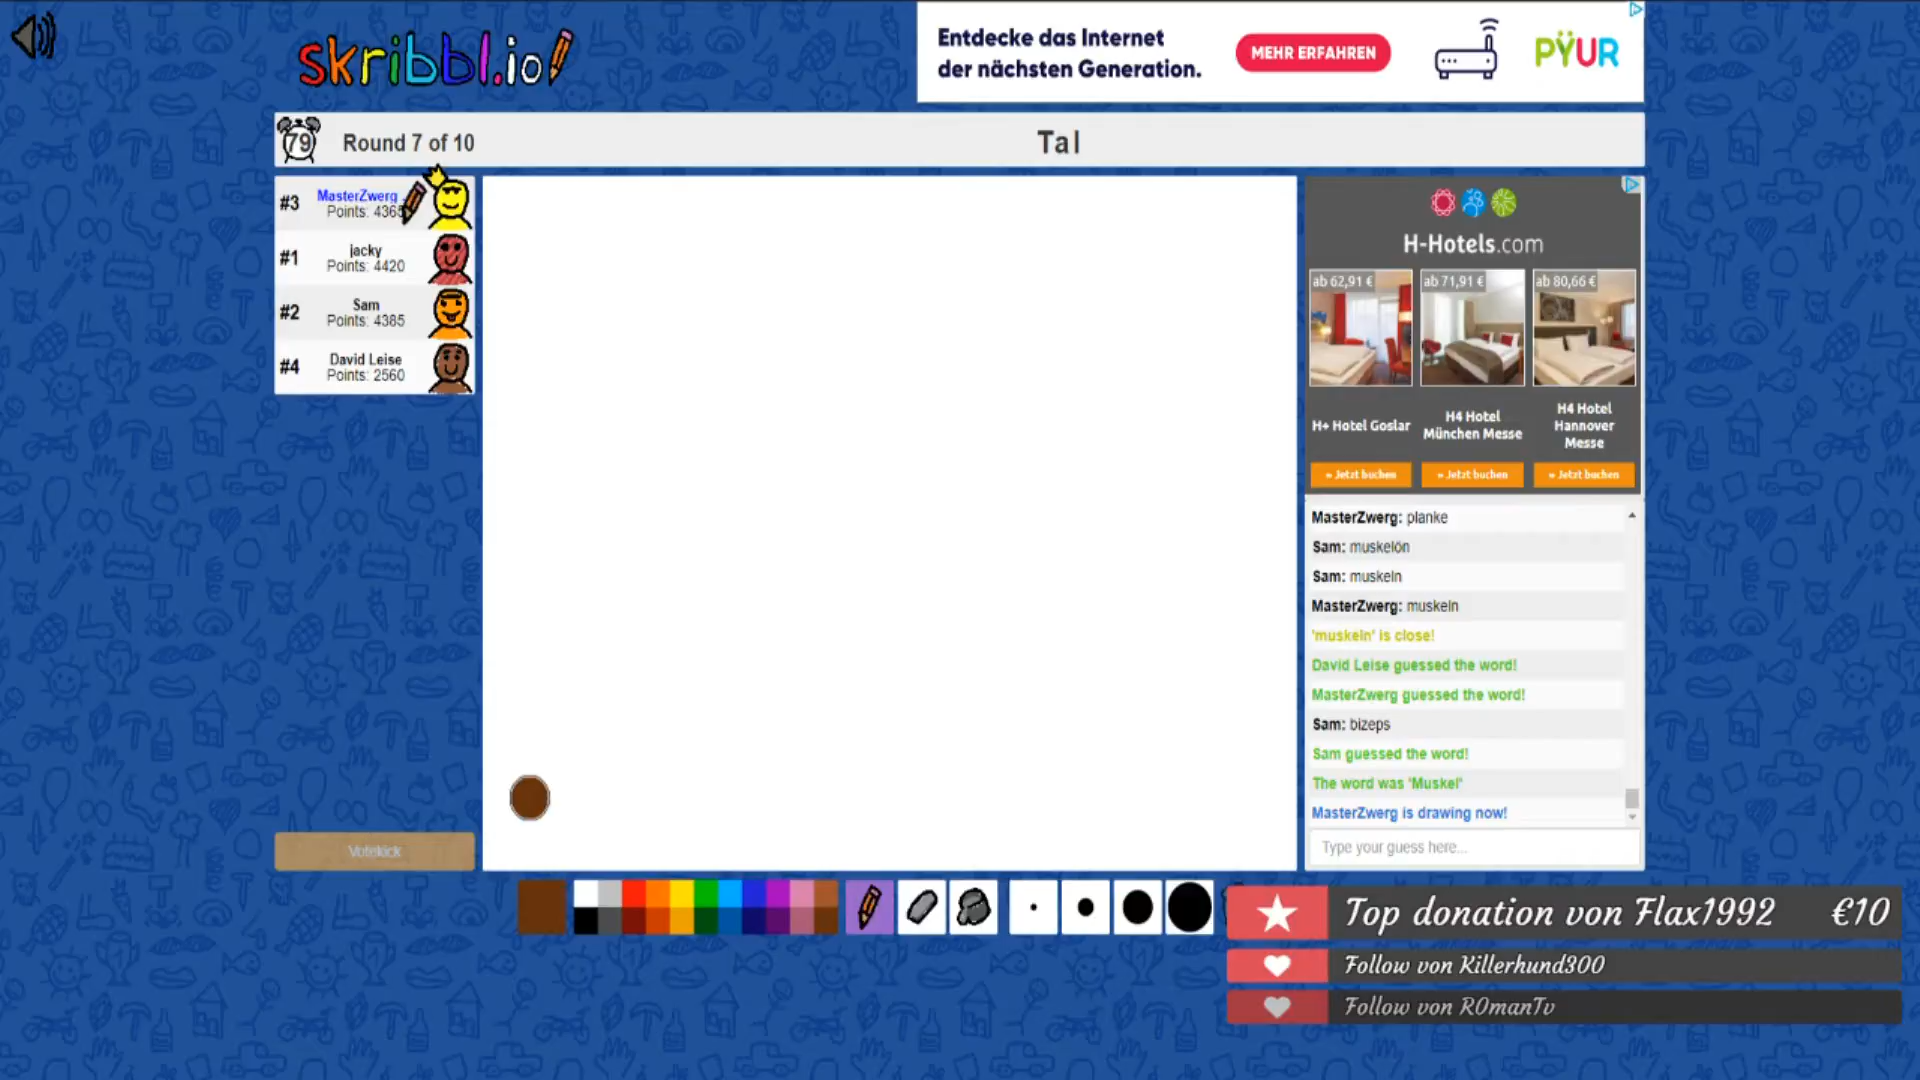 skribbl.io
Entdecke das Internet
der nächsten Generation.
MEHR ERFAHREN
PŸUR
79
Round 7 of 10
Tal
#3
MasterZwerg
Points: 4365
#1
jacky
Points: 4420
#2
Sam
Points: 4385
#4
David Leise
Points: 2560
H-Hotels.com
ab 62,91 €
ab 71,91 €
ab 80,66 €
H+ Hotel Goslar
H4 Hotel
München Messe
H4 Hotel
Hannover
Messe
» Jetzt buchen
» Jetzt buchen
» Jetzt buchen
MasterZwerg: planke
Sam: muskelön
Sam: muskeln
MasterZwerg: muskeln
'muskeln' is close!
David Leise guessed the word!
MasterZwerg guessed the word!
Sam: bizeps
Sam guessed the word!
The word was 'Muskel'
MasterZwerg is drawing now!
Type your guess here...
Votekick
Top donation von Flax1992 €10
Follow von Killerhund300
Follow von R0manTv